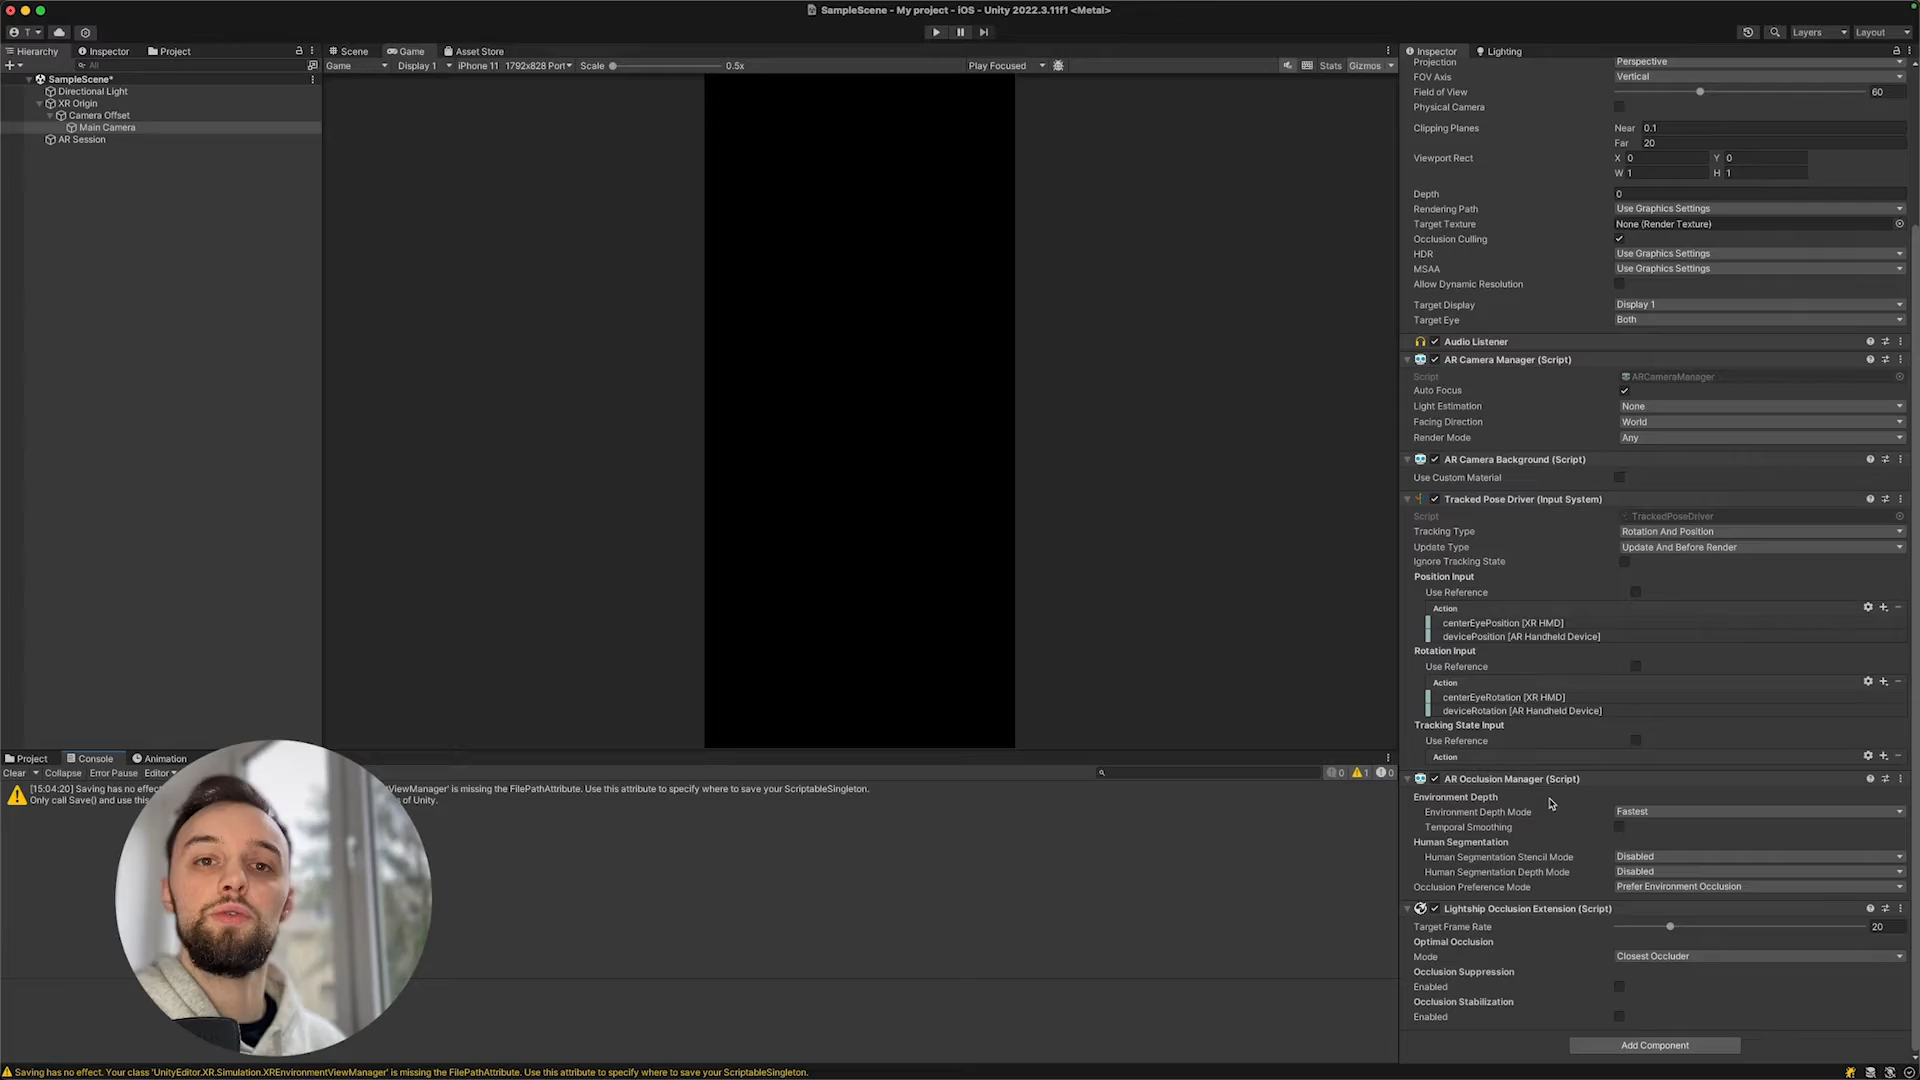 SampleScene - My project - iOS - Unity 2022.3.11f1 <Metal>
T
Layers
Layout
Hierarchy
Inspector
Project
Scene
Game
Asset Store
Inspector
Lighting
All
Game
Display 1
iPhone 11 1792x828 Port
Scale
0.5x
Play Focused
Stats
Gizmos
SampleScene*
Directional Light
XR Origin
Camera Offset
Main Camera
AR Session
Projection
Perspective
FOV Axis
Vertical
Field of View
60
Physical Camera
Clipping Planes
Near
0.1
Far
20
Viewport Rect
X 0
Y 0
W 1
H 1
Depth
0
Rendering Path
Use Graphics Settings
Target Texture
None (Render Texture)
Occlusion Culling
HDR
Use Graphics Settings
MSAA
Use Graphics Settings
Allow Dynamic Resolution
Target Display
Display 1
Target Eye
Both
Audio Listener
AR Camera Manager (Script)
Script
ARCameraManager
Auto Focus
Light Estimation
None
Facing Direction
World
Render Mode
Any
AR Camera Background (Script)
Use Custom Material
Tracked Pose Driver (Input System)
Script
TrackedPoseDriver
Tracking Type
Rotation And Position
Update Type
Update And Before Render
Ignore Tracking State
Position Input
Use Reference
Action
centerEyePosition [XR HMD]
devicePosition [AR Handheld Device]
Rotation Input
Use Reference
Action
centerEyeRotation [XR HMD]
deviceRotation [AR Handheld Device]
Tracking State Input
Use Reference
Action
AR Occlusion Manager (Script)
Environment Depth
Environment Depth Mode
Fastest
Temporal Smoothing
Human Segmentation
Human Segmentation Stencil Mode
Disabled
Human Segmentation Depth Mode
Disabled
Occlusion Preference Mode
Prefer Environment Occlusion
Lightship Occlusion Extension (Script)
Target Frame Rate
20
Optimal Occlusion
Mode
Closest Occluder
Occlusion Suppression
Enabled
Occlusion Stabilization
Enabled
Add Component
Project
Console
Animation
Clear
Collapse
Error Pause
Editor
0
1
0
[15:04:20] Saving has no effect
ntViewManager' is missing the FilePathAttribute. Use this attribute to specify where to save your ScriptableSingleton.
Only call Save() and use this
s of Unity.
Saving has no effect. Your class 'UnityEditor.XR.Simulation.XREnvironmentViewManager' is missing the FilePathAttribute. Use this attribute to specify where to save your ScriptableSingleton.